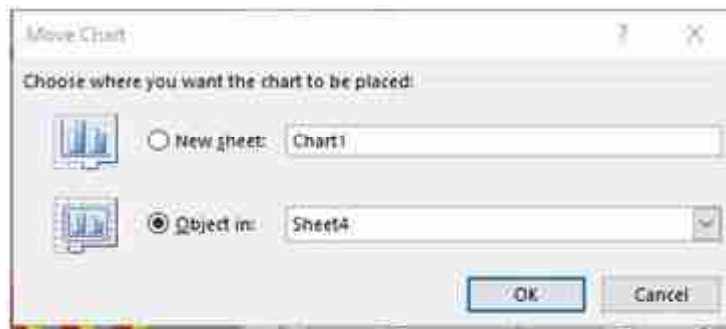 Move Chart ? X
Choose where you want the chart to be placed:
New sheet: Chart1
Object in: Sheet4
OK Cancel